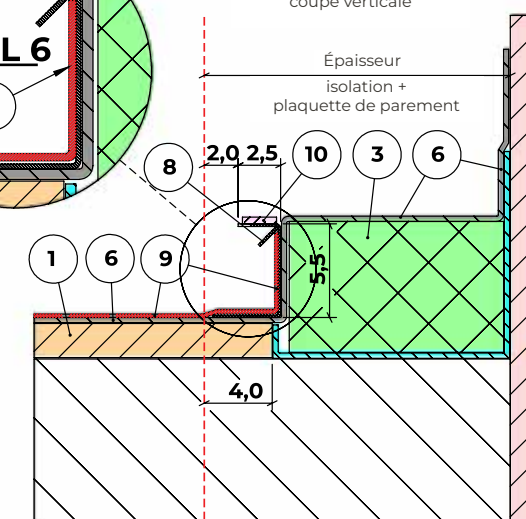 coupe verticale
L 6
Épaisseur
isolation +
plaquette de parement
2,0 2,5
8 10 3 6
5,5
1 6 9
4,0